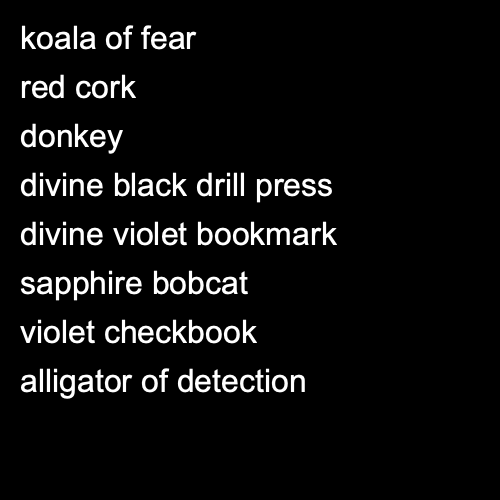 koala of fear
red cork
donkey
divine black drill press
divine violet bookmark
sapphire bobcat
violet checkbook
alligator of detection